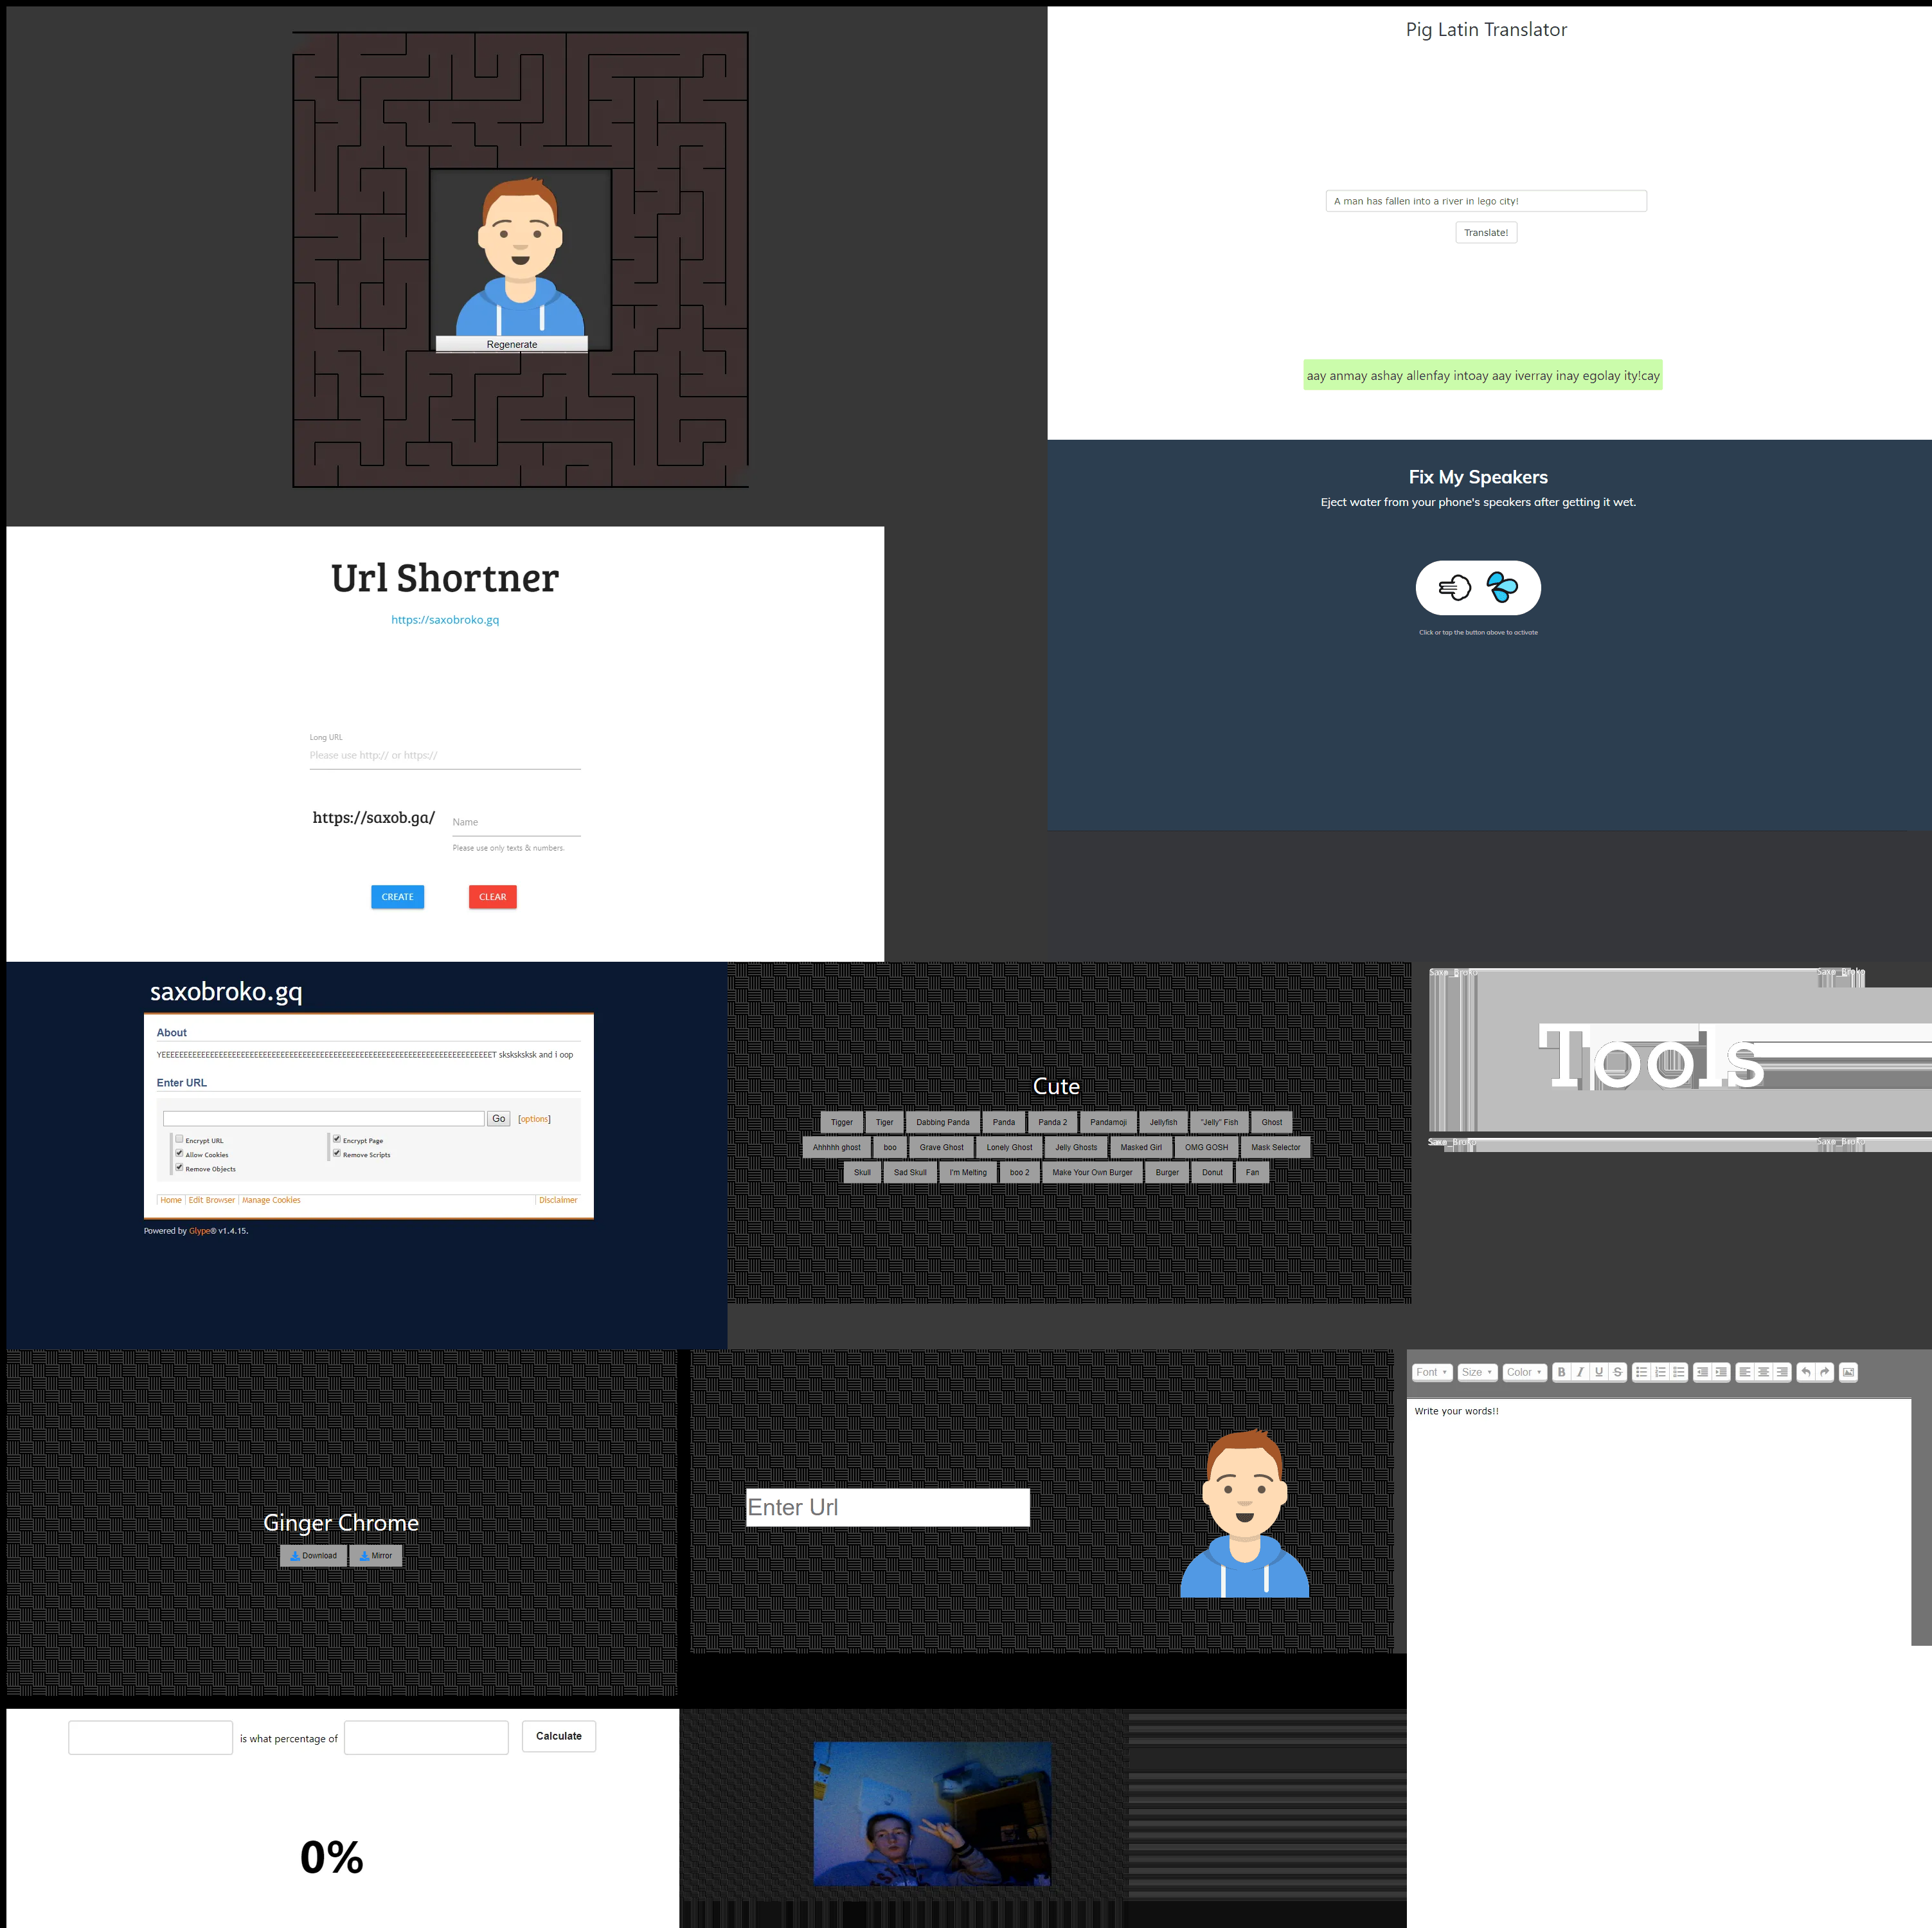 Regenerate
Pig Latin Translator
A man has fallen into a river in lego city!
Translate!
aay anmay ashay allenfay intoay aay iverray inay egolay ity!cay
Fix My Speakers
Eject water from your phone's speakers after getting it wet.
Click or tap the button above to activate
Url Shortner
https://saxobroko.gq
Long URL
Please use http:// or https://
https://saxob.ga/
Name
Please use only texts & numbers.
CREATE CLEAR
saxobroko.gq
About
sksksksksk and i oop
Enter URL
Go [options]
Encrypt URL Encrypt Page
Allow Cookies Remove Scripts
Remove Objects
Home Edit Browser Manage Cookies Disclaimer
Powered by Glype® v1.4.15.
Cute
Tigger Tiger Dabbing Panda Panda Panda 2 Pandamoji Jellyfish "Jelly" Fish Ghost
Ahhhhh ghost boo Grave Ghost Lonely Ghost Jelly Ghosts Masked Girl OMG GOSH Mask Selector
Skull Sad Skull I'm Melting boo 2 Make Your Own Burger Burger Donut Fan
Saxo_Broko Saxo_Broko
Tools
Saxo_Broko Saxo_Broko
Ginger Chrome
Download Mirror
Enter Url
Font Size Color B I U S
Write your words!!
is what percentage of Calculate
0%